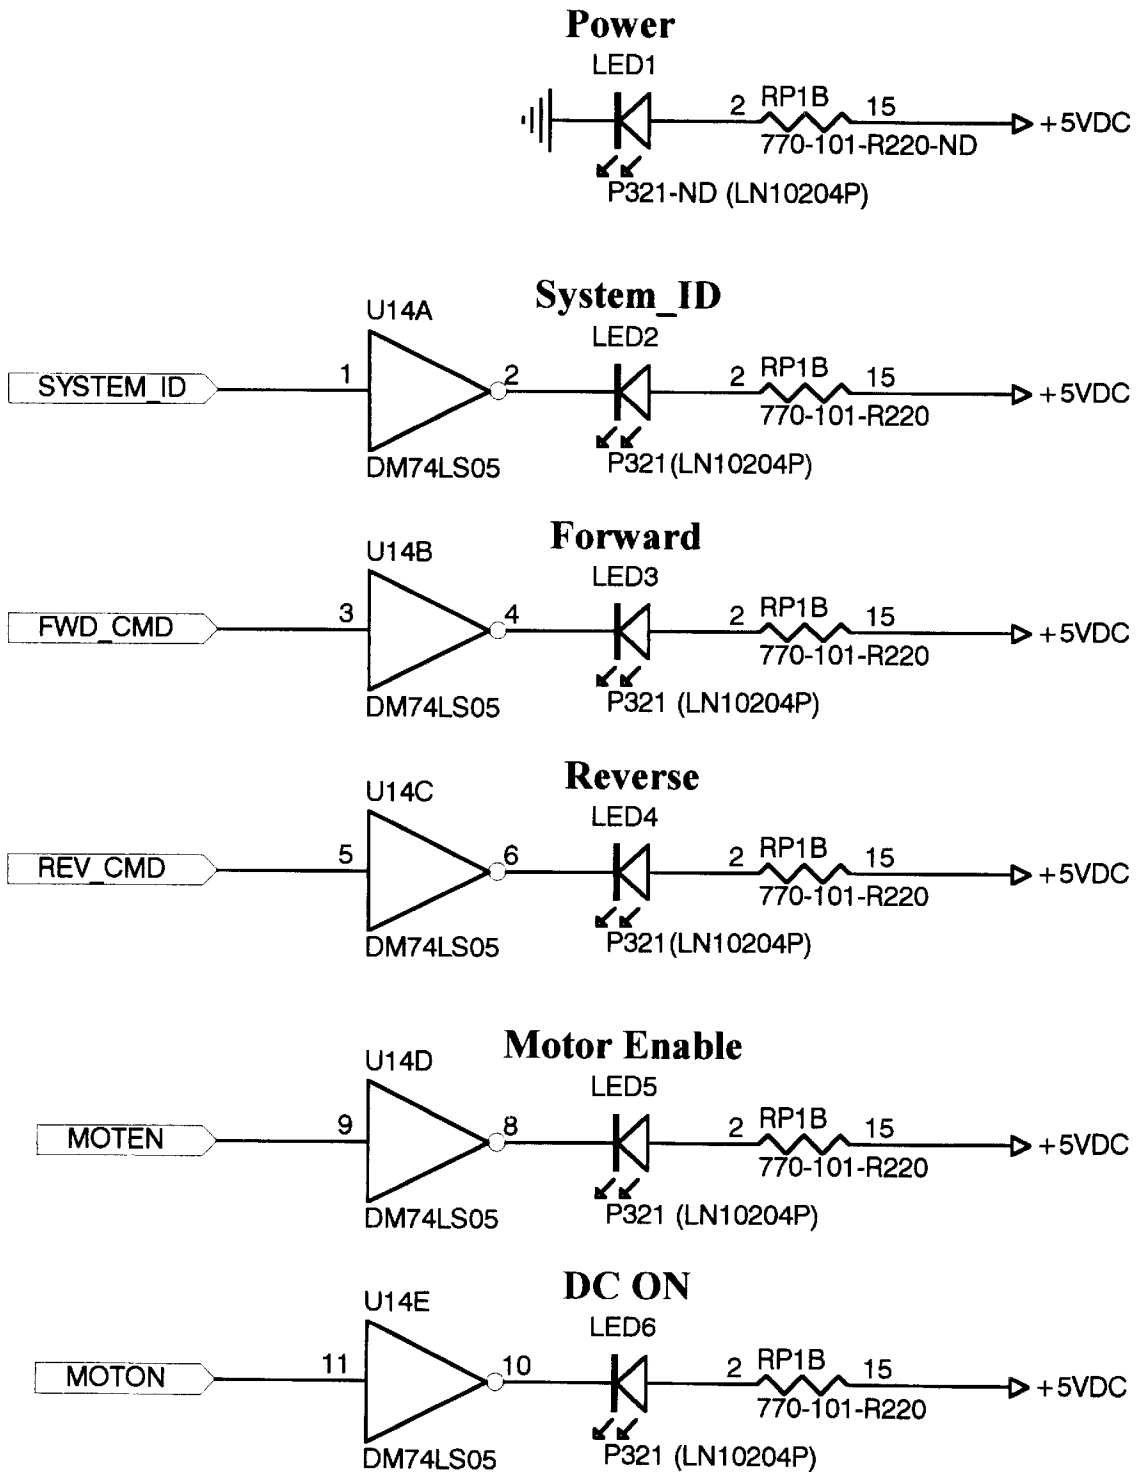 Power
LED1
2 RP1B 15
+5VDC
770-101-R220-ND
P321-ND (LN10204P)
System_ID
U14A
LED2
SYSTEM_ID
1
2
2 RP1B 15
+5VDC
770-101-R220
DM74LS05
P321(LN10204P)
Forward
U14B
LED3
FWD_CMD
3
4
2 RP1B 15
+5VDC
770-101-R220
DM74LS05
P321 (LN10204P)
Reverse
U14C
LED4
REV_CMD
5
6
2 RP1B 15
+5VDC
770-101-R220
DM74LS05
P321(LN10204P)
Motor Enable
U14D
LED5
MOTEN
9
8
2 RP1B 15
+5VDC
770-101-R220
DM74LS05
P321 (LN10204P)
DC ON
U14E
LED6
MOTON
11
10
2 RP1B 15
+5VDC
770-101-R220
DM74LS05
P321 (LN10204P)